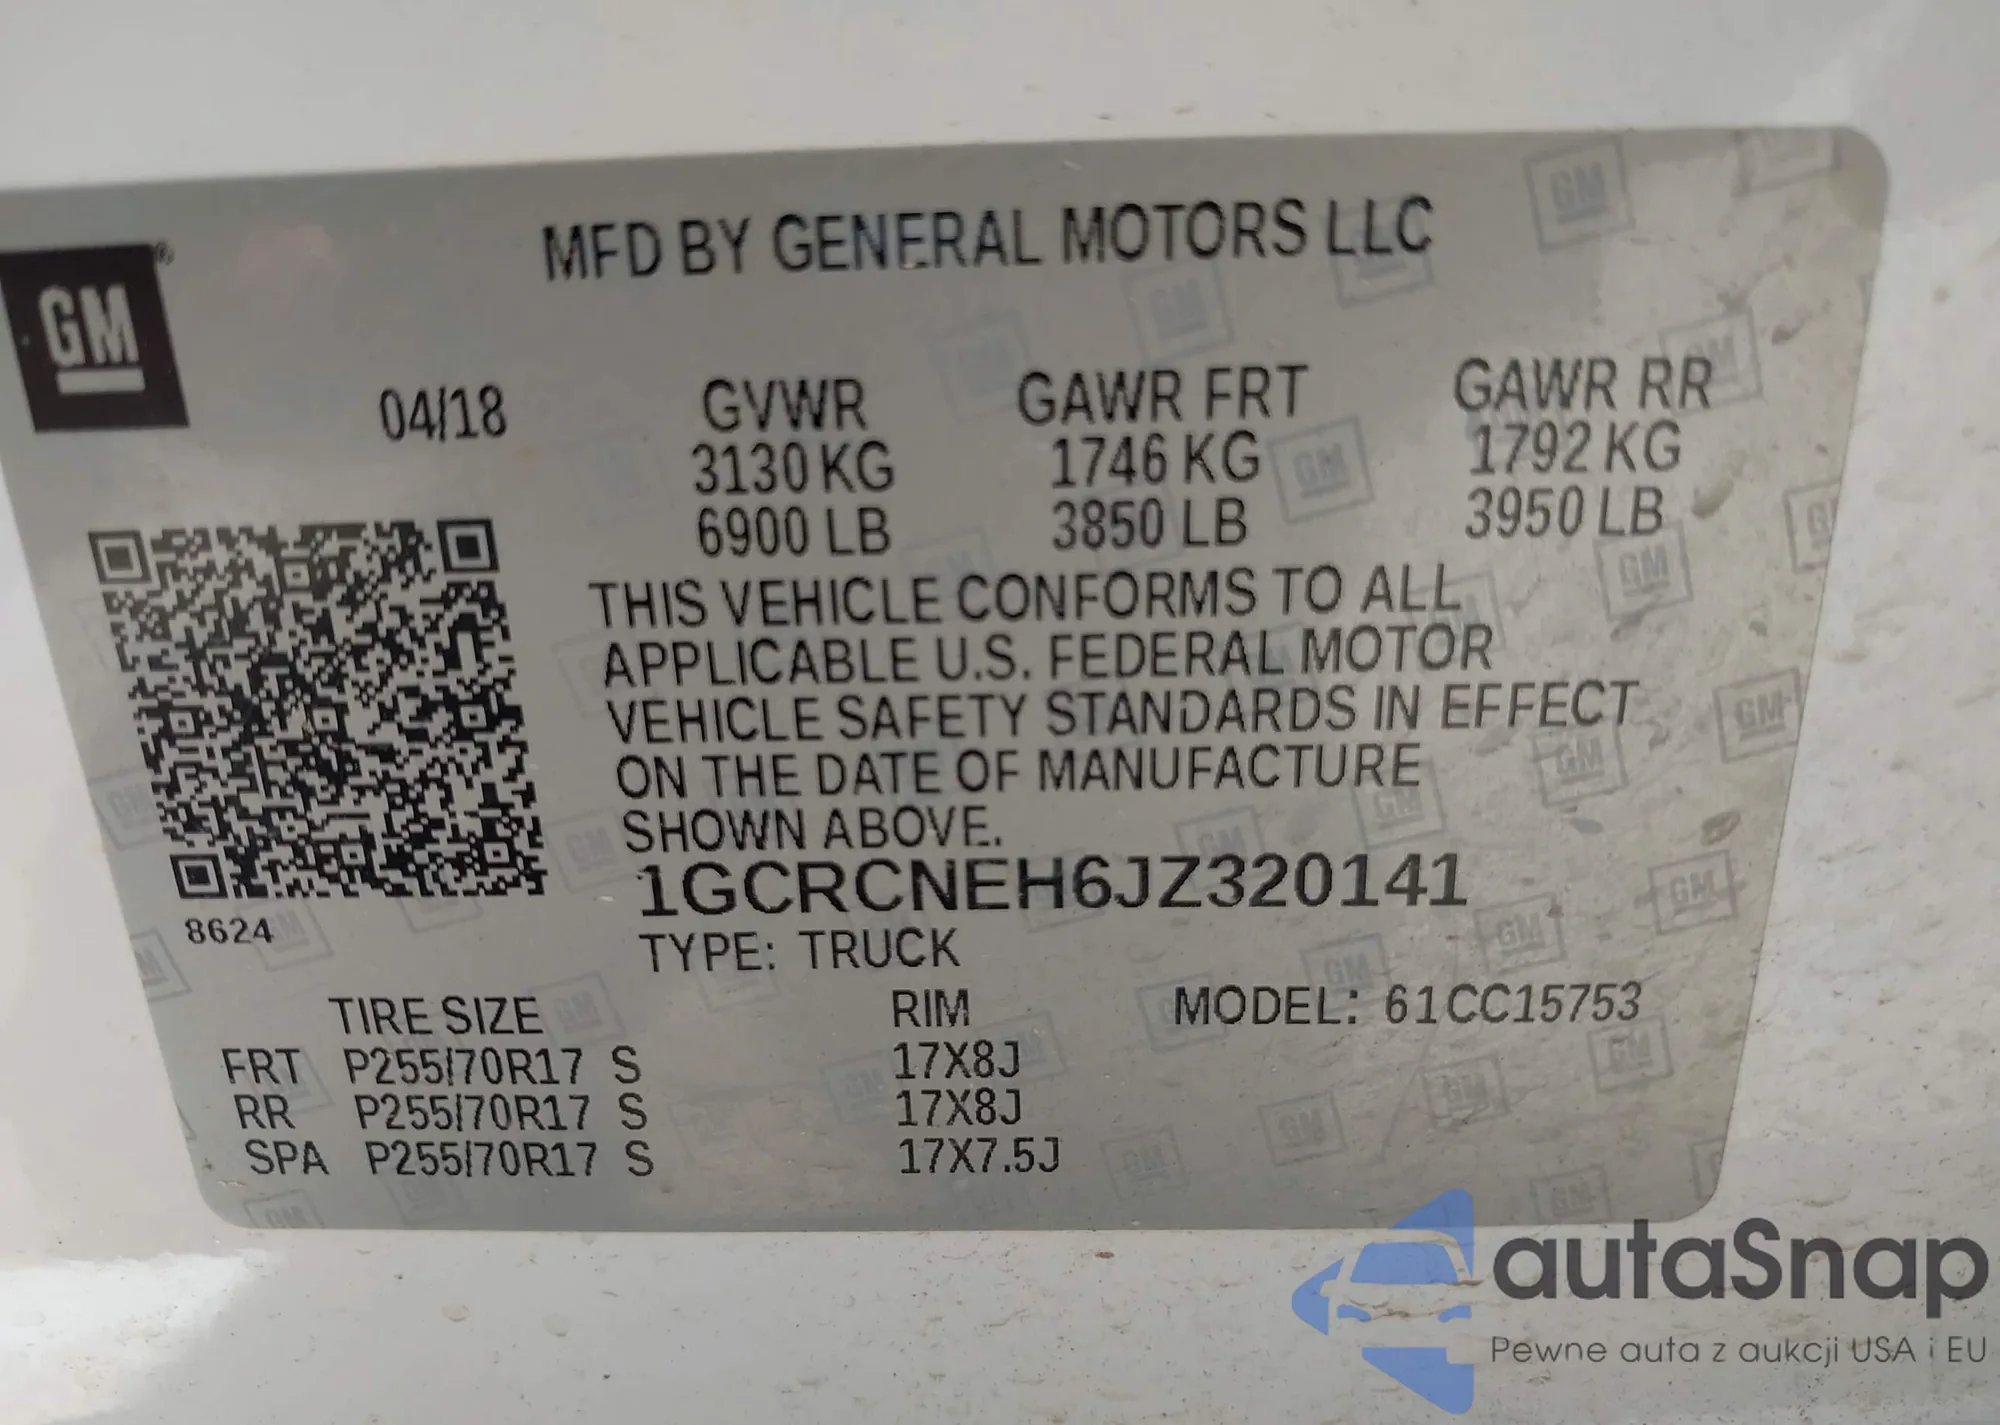 MFD BY GENERAL MOTORS LLC
GM
04/18 GVWR GAWR FRT GAWR RR
3130 KG 1746 KG 1792 KG
6900 LB 3850 LB 3950 LB
THIS VEHICLE CONFORMS TO ALL
APPLICABLE U.S. FEDERAL MOTOR
VEHICLE SAFETY STANDARDS IN EFFECT
ON THE DATE OF MANUFACTURE
SHOWN ABOVE.
1GCRCNEH6JZ320141
8624
TYPE: TRUCK
TIRE SIZE RIM MODEL: 61CC15753
FRT P255/70R17 S 17X8J
RR P255/70R17 S 17X8J
SPA P255/70R17 S 17X7.5J
autaSnap
Pewne auta z aukcji USA i EU